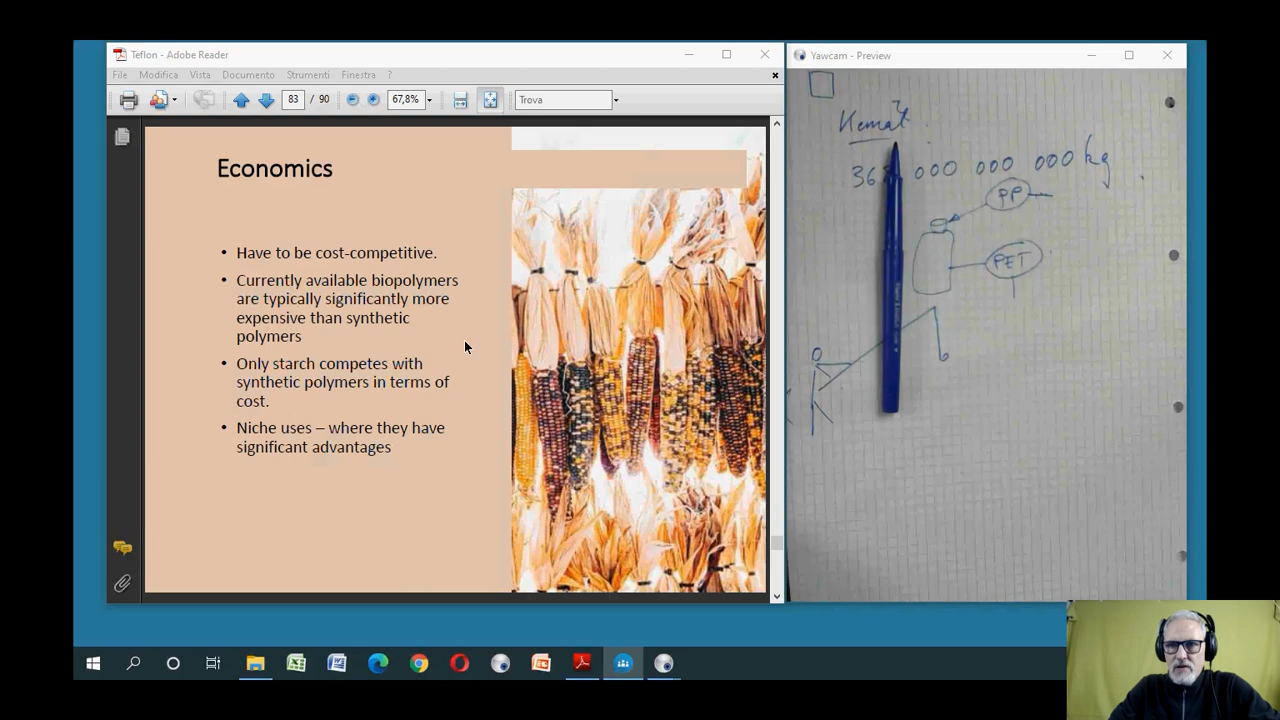 Teflon - Adobe Reader
File Modifica Vista Documento Strumenti Finestra ?
83 / 90 67,8% Trova
Economics
• Have to be cost-competitive.
• Currently available biopolymers
are typically significantly more
expensive than synthetic
polymers
• Only starch competes with
synthetic polymers in terms of
cost.
• Niche uses – where they have
significant advantages
Yawcam - Preview
000 000 000 kg
PP
PET